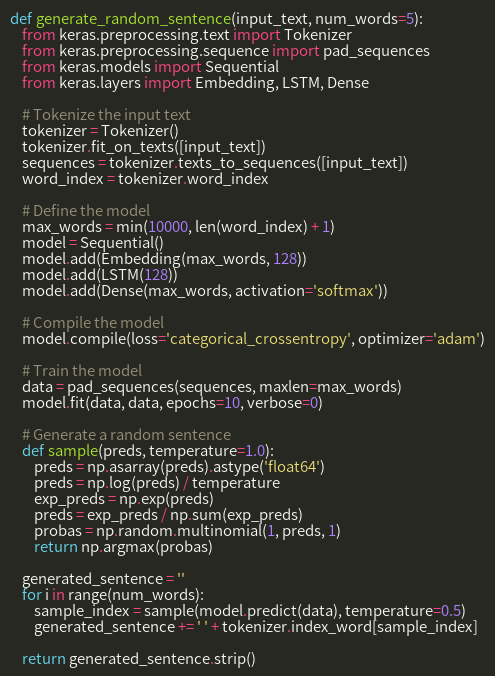 def generate_random_sentence(input_text, num_words=5):
from keras.preprocessing.text import Tokenizer
from keras.preprocessing.sequence import pad_sequences
from keras.models import Sequential
from keras.layers import Embedding, LSTM, Dense
# Tokenize the input text
tokenizer = Tokenizer()
tokenizer.fit_on_texts([input_text])
sequences = tokenizer.texts_to_sequences([input_text])
word_index = tokenizer.word_index
# Define the model
max_words = min(10000, len(word_index) + 1)
model = Sequential()
model.add(Embedding(max_words, 128))
model.add(LSTM(128))
model.add(Dense(max_words, activation='softmax'))
# Compile the model
model.compile(loss='categorical_crossentropy', optimizer='adam')
# Train the model
data = pad_sequences(sequences, maxlen=max_words)
model.fit(data, data, epochs=10, verbose=0)
# Generate a random sentence
def sample(preds, temperature=1.0):
preds = np.asarray(preds).astype('float64')
preds = np.log(preds) / temperature
exp_preds = np.exp(preds)
preds = exp_preds / np.sum(exp_preds)
probas = np.random.multinomial(1, preds, 1)
return np.argmax(probas)
generated_sentence = ''
for i in range(num_words):
sample_index = sample(model.predict(data), temperature=0.5)
generated_sentence += ' ' + tokenizer.index_word[sample_index]
return generated_sentence.strip()